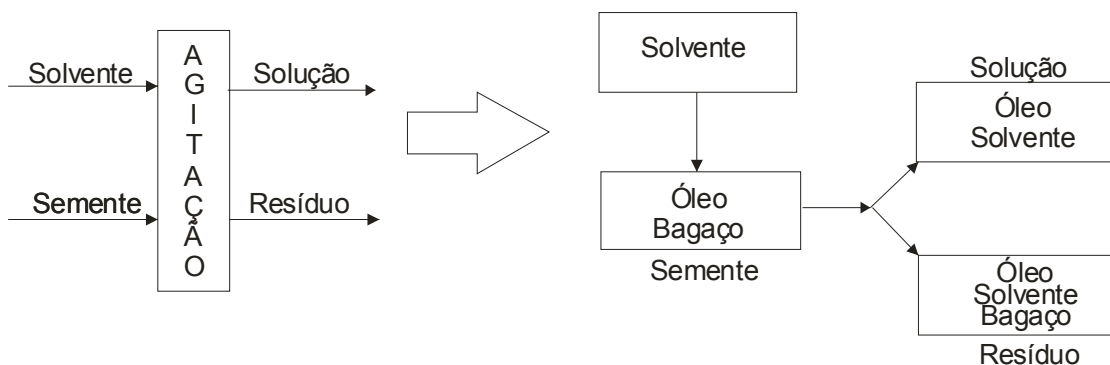 Solvente
Semente
A
G
I
T
A
Ç
Ã
O
Solução
Resíduo
Solvente
Óleo
Bagaço
Semente
Solução
Óleo
Solvente
Óleo
Solvente
Bagaço
Resíduo